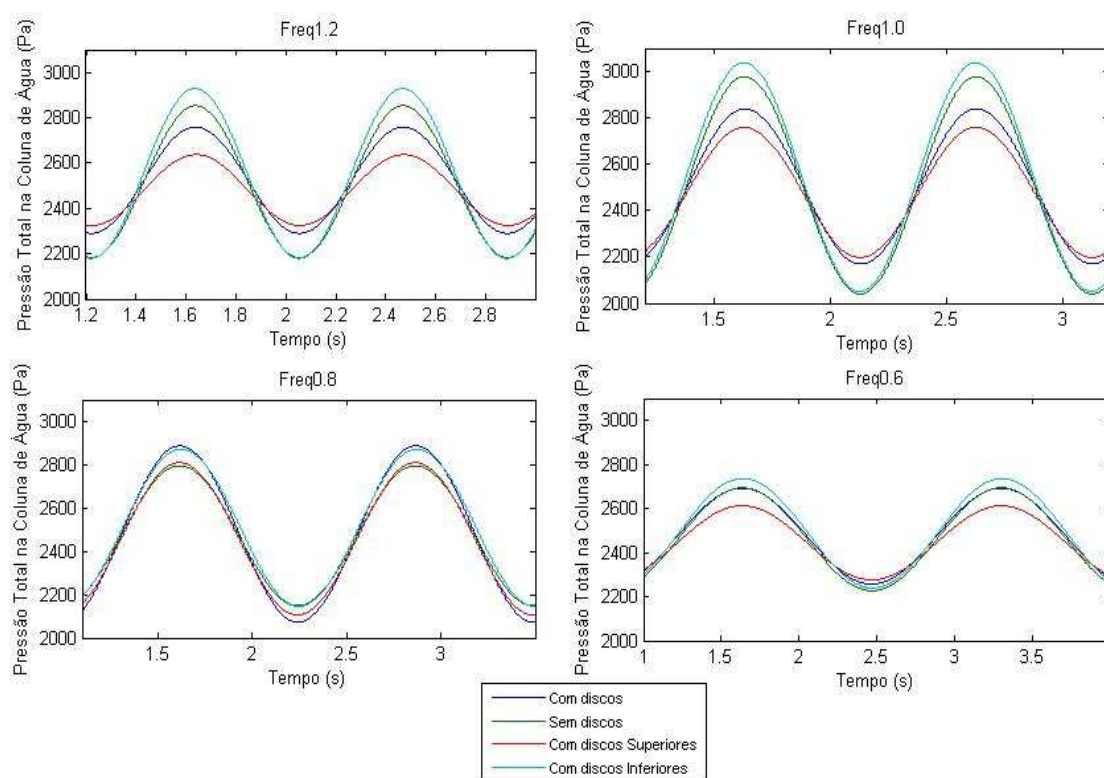 Freq1.2
Pressão Total na Coluna de Água (Pa)
3000
2800
2600
2400
2200
2000
1.2 1.4 1.6 1.8 2 2.2 2.4 2.6 2.8
Tempo (s)
Freq1.0
Pressão Total na Coluna de Água (Pa)
3000
2800
2600
2400
2200
2000
1.5 2 2.5 3
Tempo (s)
Freq0.8
Pressão Total na Coluna de Água (Pa)
3000
2800
2600
2400
2200
2000
1.5 2 2.5 3
Tempo (s)
Freq0.6
Pressão Total na Coluna de Água (Pa)
3000
2800
2600
2400
2200
2000
1 1.5 2 2.5 3 3.5
Tempo (s)
Com discos
Sem discos
Com discos Superiores
Com discos Inferiores